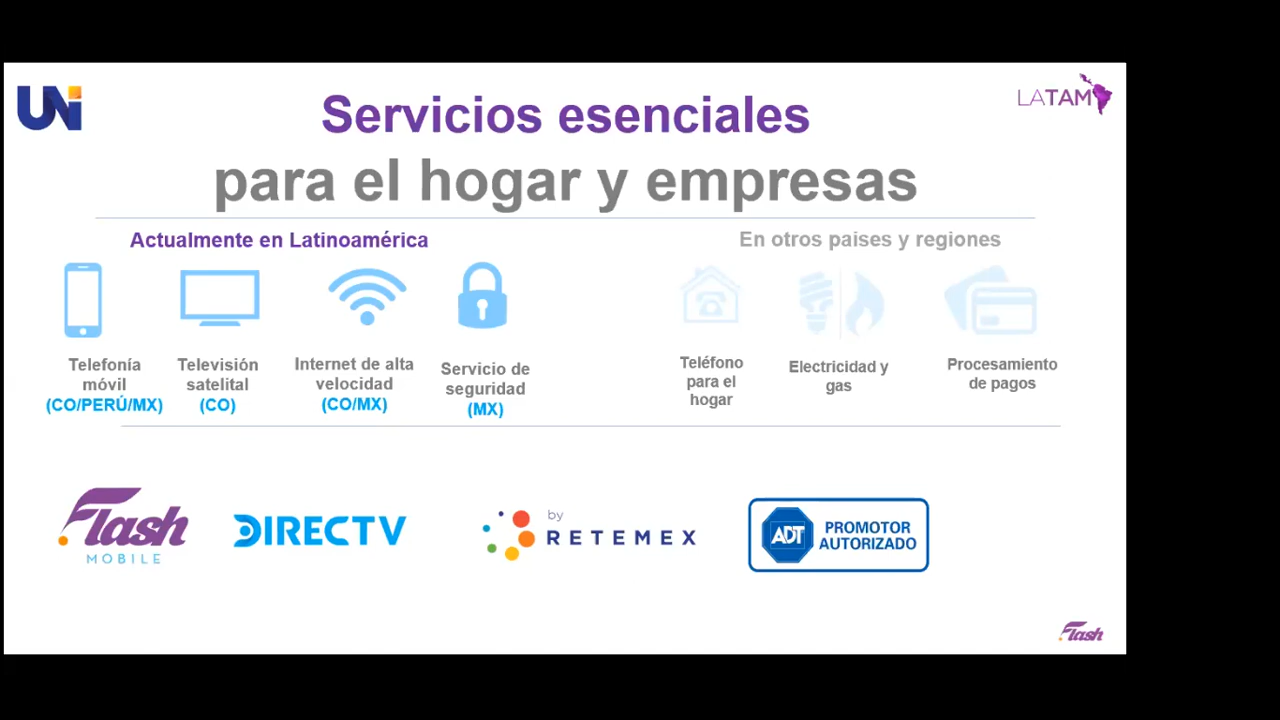 UNi
LATAM
Servicios esenciales
para el hogar y empresas
Actualmente en Latinoamérica
En otros paises y regiones
Telefonía
móvil
(CO/PERÚ/MX)
Televisión
satelital
(CO)
Internet de alta
velocidad
(CO/MX)
Servicio de
seguridad
(MX)
Teléfono
para el
hogar
Electricidad y
gas
Procesamiento
de pagos
Flash
MOBILE
DIRECTV
by
RETEMEX
ADT
PROMOTOR
AUTORIZADO
Flash